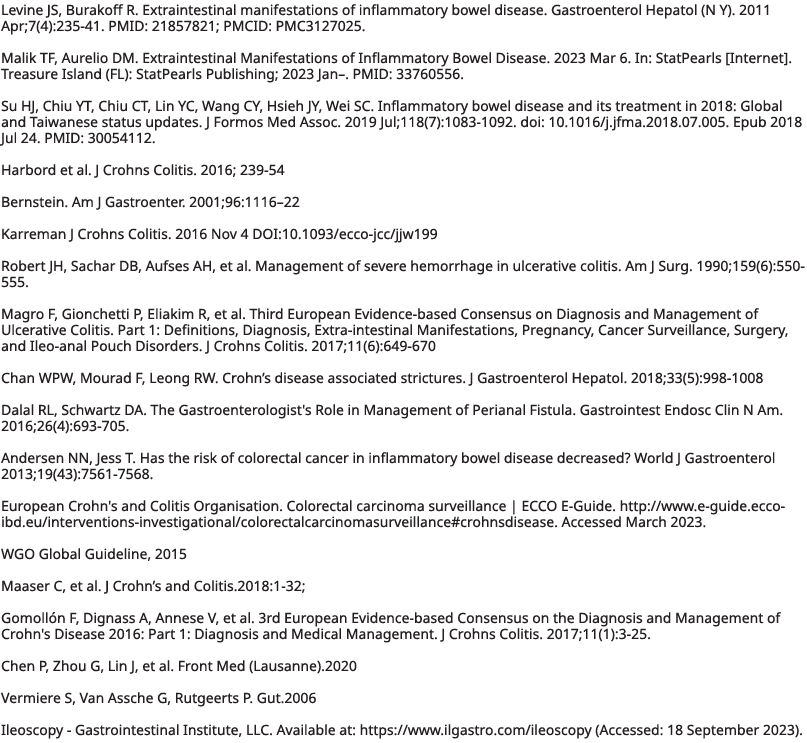 Levine JS, Burakoff R. Extraintestinal manifestations of inflammatory bowel disease. Gastroenterol Hepatol (N Y). 2011
Apr;7(4):235-41. PMID: 21857821; PMCID: PMC3127025.
Malik TF, Aurelio DM. Extraintestinal Manifestations of Inflammatory Bowel Disease. 2023 Mar 6. In: StatPearls [Internet].
Treasure Island (FL): StatPearls Publishing; 2023 Jan–. PMID: 33760556.
Su HJ, Chiu YT, Chiu CT, Lin YC, Wang CY, Hsieh JY, Wei SC. Inflammatory bowel disease and its treatment in 2018: Global
and Taiwanese status updates. J Formos Med Assoc. 2019 Jul;118(7):1083-1092. doi: 10.1016/j.jfma.2018.07.005. Epub 2018
Jul 24. PMID: 30054112.
Harbord et al. J Crohns Colitis. 2016; 239-54
Bernstein. Am J Gastroenter. 2001;96:1116–22
Karreman J Crohns Colitis. 2016 Nov 4 DOI:10.1093/ecco-jcc/jjw199
Robert JH, Sachar DB, Aufses AH, et al. Management of severe hemorrhage in ulcerative colitis. Am J Surg. 1990;159(6):550-
555.
Magro F, Gionchetti P, Eliakim R, et al. Third European Evidence-based Consensus on Diagnosis and Management of
Ulcerative Colitis. Part 1: Definitions, Diagnosis, Extra-intestinal Manifestations, Pregnancy, Cancer Surveillance, Surgery,
and Ileo-anal Pouch Disorders. J Crohns Colitis. 2017;11(6):649-670
Chan WPW, Mourad F, Leong RW. Crohn’s disease associated strictures. J Gastroenterol Hepatol. 2018;33(5):998-1008
Dalal RL, Schwartz DA. The Gastroenterologist's Role in Management of Perianal Fistula. Gastrointest Endosc Clin N Am.
2016;26(4):693-705.
Andersen NN, Jess T. Has the risk of colorectal cancer in inflammatory bowel disease decreased? World J Gastroenterol
2013;19(43):7561-7568.
European Crohn's and Colitis Organisation. Colorectal carcinoma surveillance | ECCO E-Guide. http://www.e-guide.ecco-
ibd.eu/interventions-investigational/colorectalcarcinomasurveillance#crohnsdisease. Accessed March 2023.
WGO Global Guideline, 2015
Maaser C, et al. J Crohn’s and Colitis.2018:1-32;
Gomollón F, Dignass A, Annese V, et al. 3rd European Evidence-based Consensus on the Diagnosis and Management of
Crohn's Disease 2016: Part 1: Diagnosis and Medical Management. J Crohns Colitis. 2017;11(1):3-25.
Chen P, Zhou G, Lin J, et al. Front Med (Lausanne).2020
Vermiere S, Van Assche G, Rutgeerts P. Gut.2006
Ileoscopy - Gastrointestinal Institute, LLC. Available at: https://www.ilgastro.com/ileoscopy (Accessed: 18 September 2023).